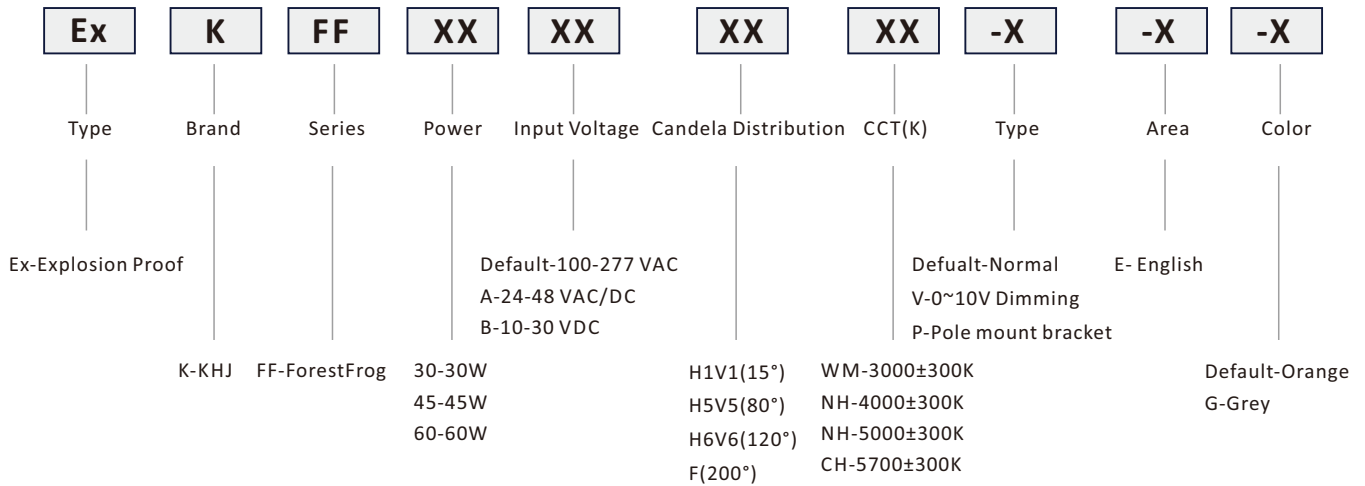 Ex K FF XX XX XX XX -X -X -X
Type Brand Series Power Input Voltage Candela Distribution CCT(K) Type Area Color
Ex-Explosion Proof Default-100-277 VAC Defualt-Normal E- English
A-24-48 VAC/DC V-0~10V Dimming
B-10-30 VDC P-Pole mount bracket
K-KHJ FF-ForestFrog 30-30W H1V1(15°) WM-3000±300K Default-Orange
45-45W H5V5(80°) NH-4000±300K G-Grey
60-60W H6V6(120°) NH-5000±300K
F(200°) CH-5700±300K